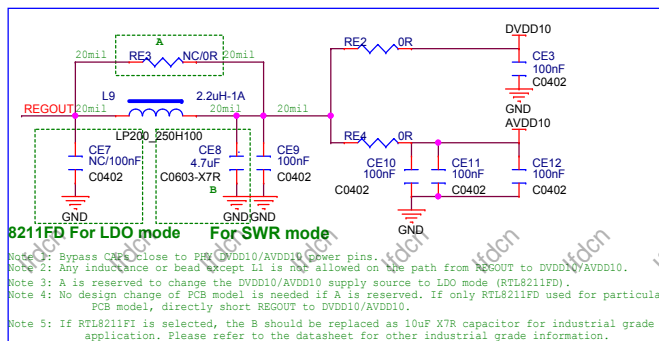 A
20mil RE3 NC/0R 20mil
RE2 0R
DVDD10
CE3
100nF
C0402
GND
L9 2.2uH-1A
REGOUT 20mil 20mil 20mil
LP200_250H100
CE7
NC/100nF
C0402
GND
CE8
4.7uF
C0603-X7R
B
GND
CE9
100nF
C0402
GND
RE4 0R
AVDD10
CE10
100nF
C0402
CE11
100nF
C0402
CE12
100nF
C0402
GND
8211FD For LDO mode For SWR mode
lfdcn lfdcn lfdcn lfdcn lfdcn
Note 1: Bypass CAPs close to PHY DVDD10/AVDD10 power pins.
Note 2: Any inductance or bead except L1 is not allowed on the path from REGOUT to DVDD10/AVDD10.
Note 3: A is reserved to change the DVDD10/AVDD10 supply source to LDO mode (RTL8211FD).
Note 4: No design change of PCB model is needed if A is reserved. If only RTL8211FD used for particula
PCB model, directly short REGOUT to DVDD10/AVDD10.
Note 5: If RTL8211FI is selected, the B should be replaced as 10uF X7R capacitor for industrial grade
application. Please refer to the datasheet for other industrial grade information.